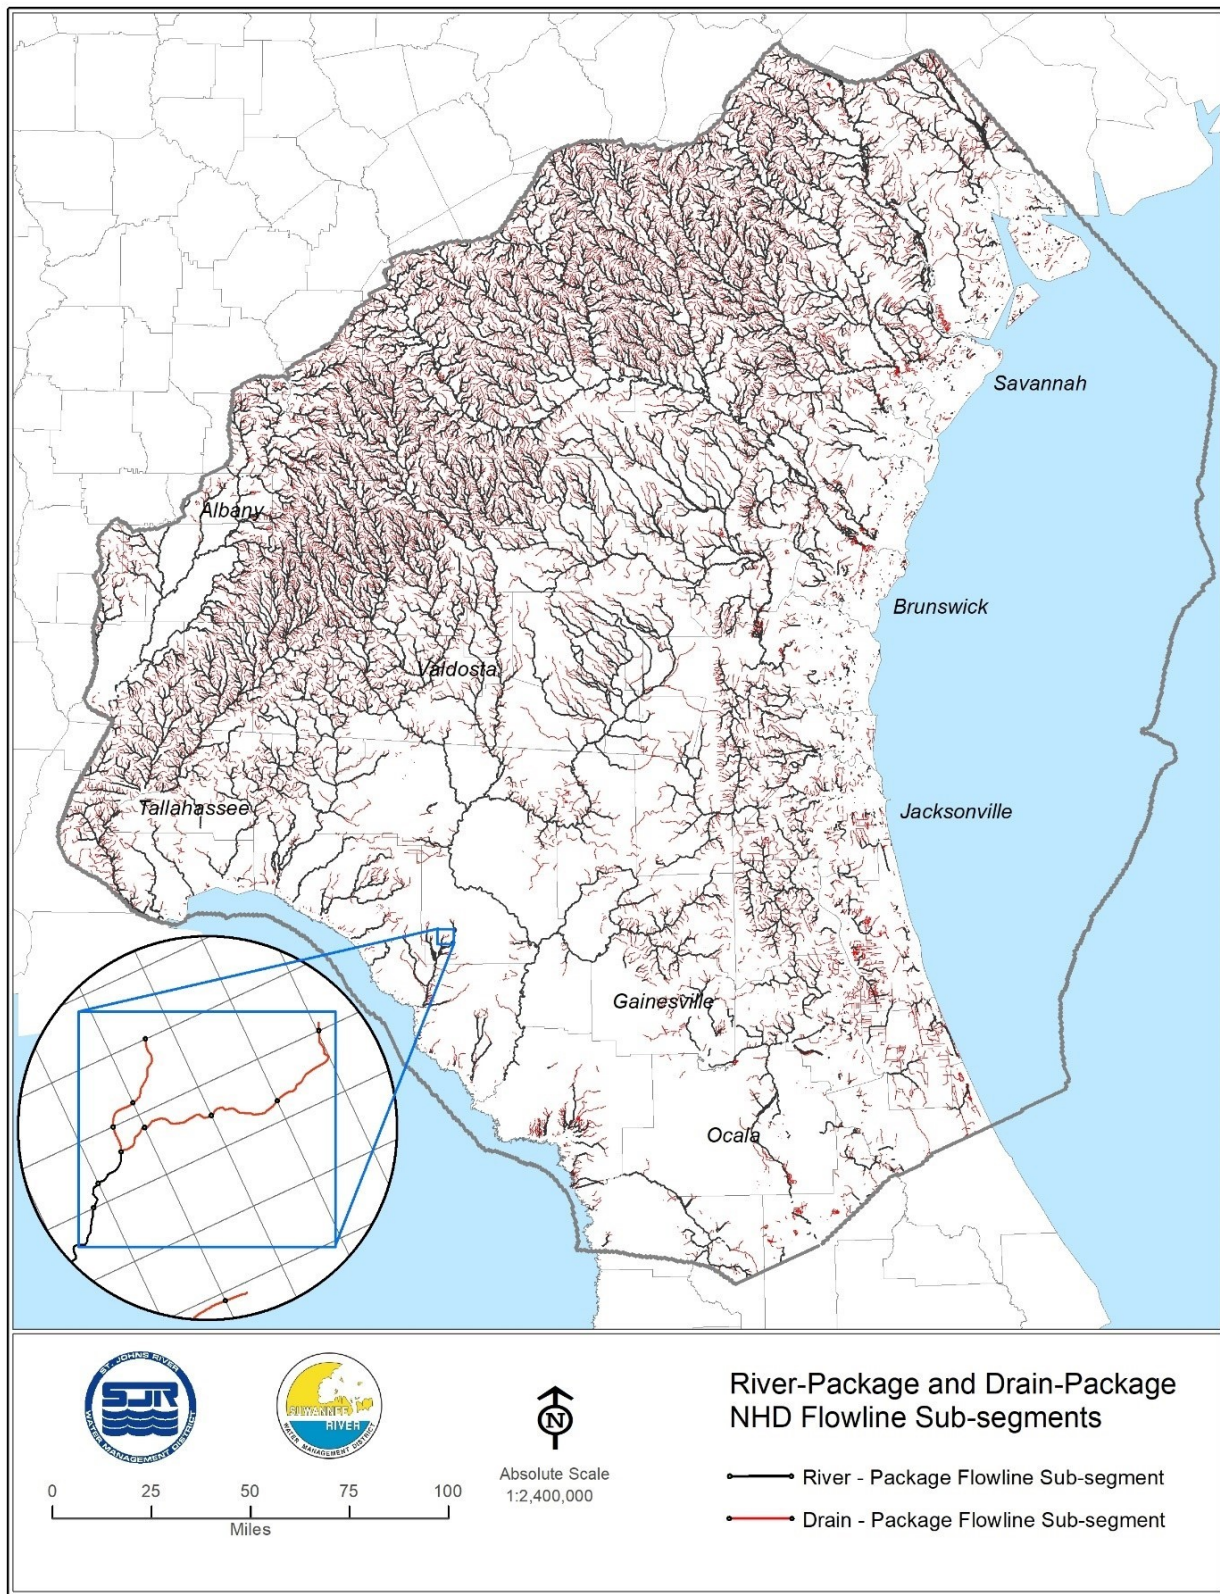 Savannah
Albany
Brunswick
Valdosta
Tallahassee
Jacksonville
Gainesville
Ocala
ST. JOHNS RIVER
SJR
WATER MANAGEMENT DISTRICT
SUWANNEE
RIVER
WATER MANAGEMENT DISTRICT
N
Absolute Scale
1:2,400,000
0 25 50 75 100
Miles
River-Package and Drain-Package
NHD Flowline Sub-segments
River - Package Flowline Sub-segment
Drain - Package Flowline Sub-segment